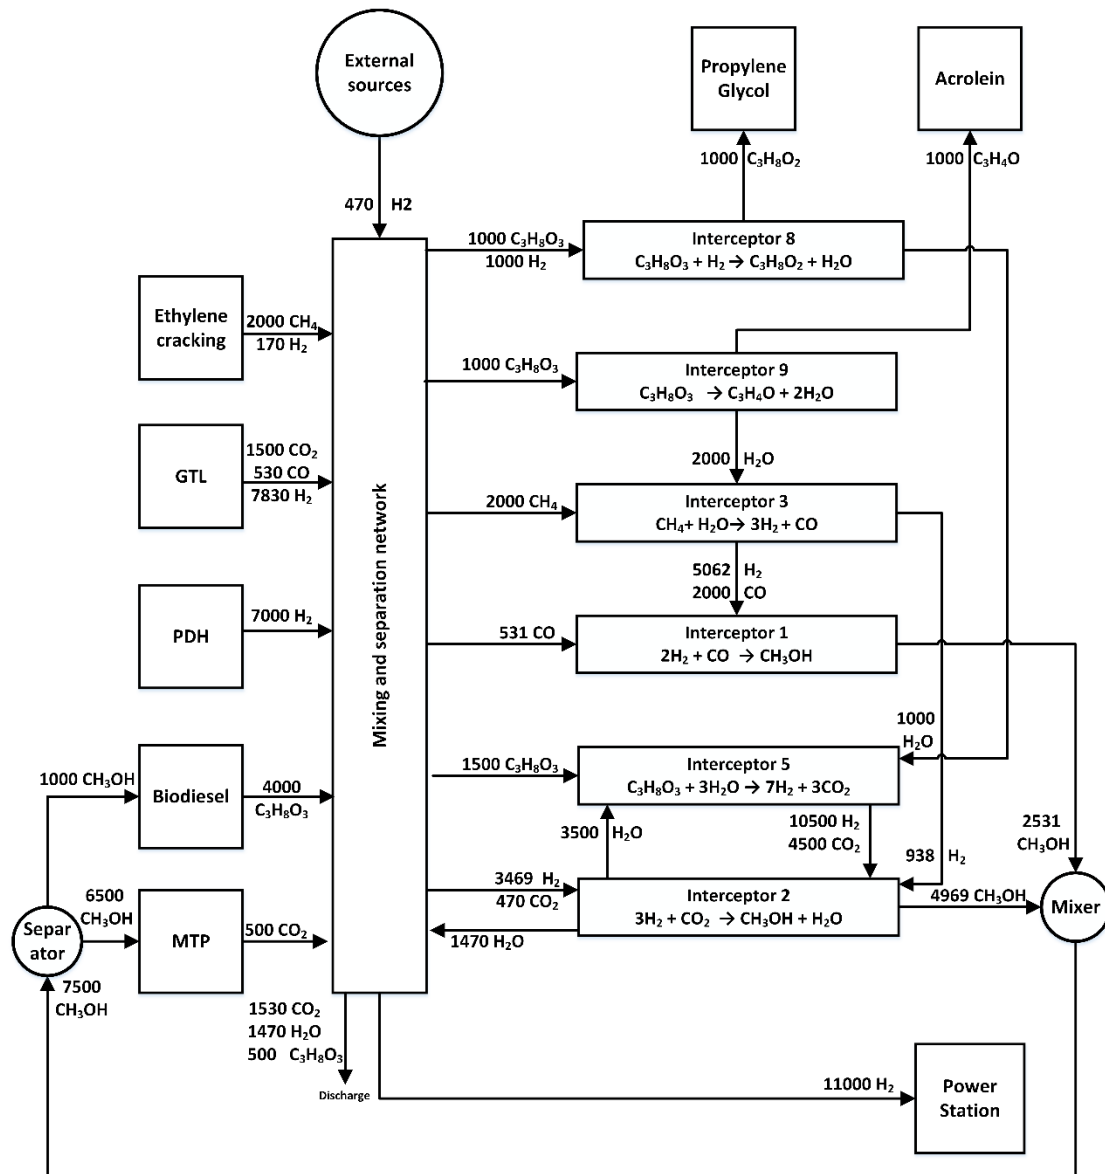 External
sources
470 H2
Propylene
Glycol
Acrolein
1000 C₃H₈O₂
1000 C₃H₄O
1000 C₃H₈O₃
1000 H₂
Interceptor 8
C₃H₈O₃ + H₂ → C₃H₈O₂ + H₂O
Ethylene
cracking
2000 CH₄
170 H₂
1000 C₃H₈O₃
Interceptor 9
C₃H₈O₃ → C₃H₄O + 2H₂O
GTL
1500 CO₂
530 CO
7830 H₂
2000 H₂O
2000 CH₄
Interceptor 3
CH₄+ H₂O→ 3H₂ + CO
Mixing and separation network
5062 H₂
2000 CO
PDH
7000 H₂
531 CO
Interceptor 1
2H₂ + CO → CH₃OH
1000
H₂O
1000 CH₃OH
Biodiesel
4000
C₃H₈O₃
1500 C₃H₈O₃
Interceptor 5
C₃H₈O₃ + 3H₂O → 7H₂ + 3CO₂
3500 H₂O
10500 H₂
4500 CO₂
938 H₂
2531
CH₃OH
6500
CH₃OH
Separ
ator
MTP
500 CO₂
3469 H₂
470 CO₂
1470 H₂O
Interceptor 2
3H₂ + CO₂ → CH₃OH + H₂O
4969 CH₃OH
Mixer
7500
CH₃OH
1530 CO₂
1470 H₂O
500 C₃H₈O₃
Discharge
11000 H₂
Power
Station